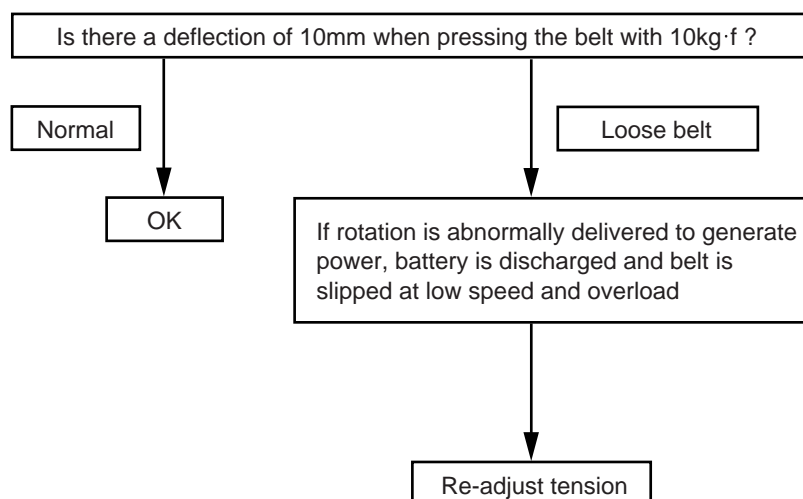 Is there a deflection of 10mm when pressing the belt with 10kg·f ?
Normal
Loose belt
OK
If rotation is abnormally delivered to generate
power, battery is discharged and belt is
slipped at low speed and overload
Re-adjust tension